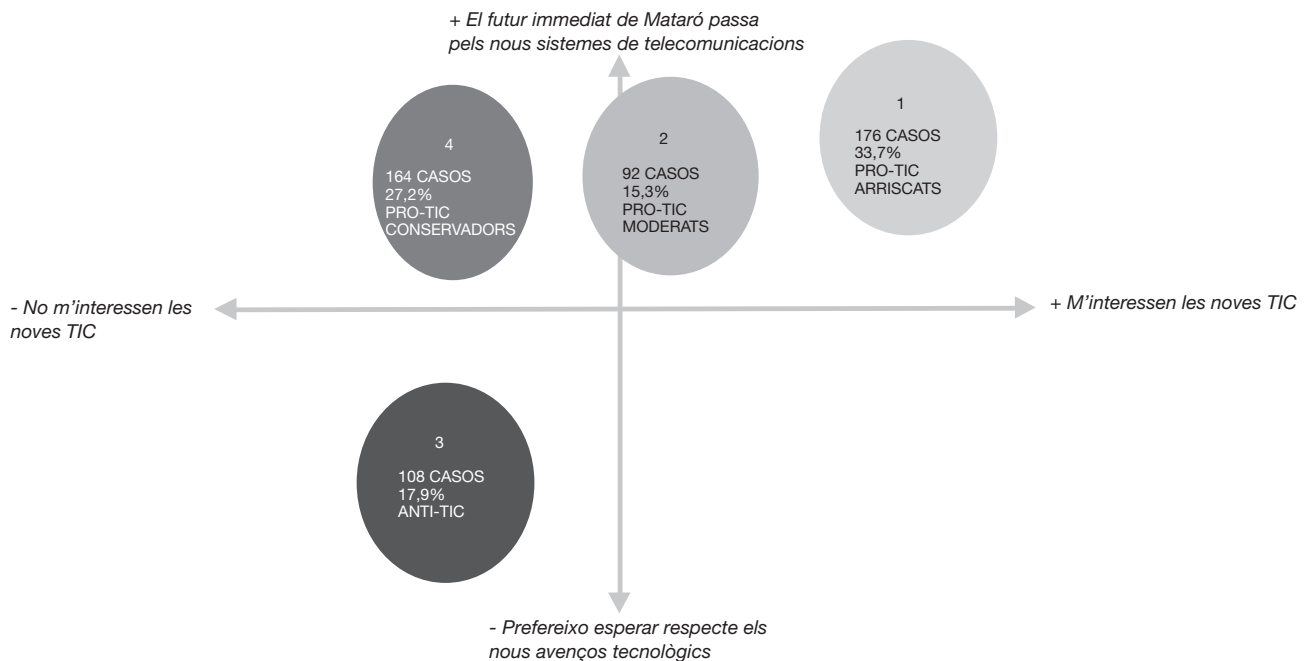 + El futur immediat de Mataró passa
pels nous sistemes de telecomunicacions
1
176 CASOS
33,7%
PRO-TIC
ARRISCATS
2
92 CASOS
15,3%
PRO-TIC
MODERATS
4
164 CASOS
27,2%
PRO-TIC
CONSERVADORS
- No m’interessen les
noves TIC
+ M’interessen les noves TIC
3
108 CASOS
17,9%
ANTI-TIC
- Prefereixo esperar respecte els
nous avenços tecnològics